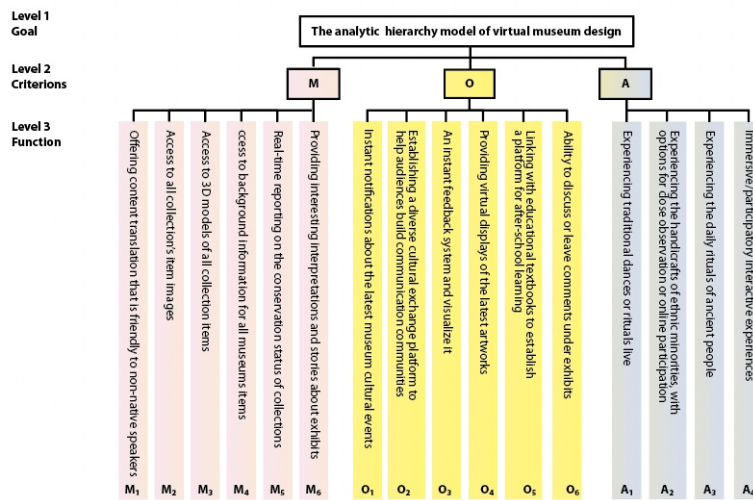 Level 1
Goal
The analytic hierarchy model of virtual museum design
Level 2
Criterions
M
O
A
Level 3
Function
Offering content translation that is friendly to non-native speakers
M1
Access to all collection's item images
M2
Access to 3D models of all collection items
M3
ccess to background information for all museums items
M4
Real-time reporting on the conservation status of collections
M5
Providing interesting interpretations and stories about exhibits
M6
Instant notifications about the latest museum cultural events
O1
Establishing a diverse cultural exchange platform to
help audiences build communication communities
O2
An instant feedback system and visualize it
O3
Providing virtual displays of the latest artworks
O4
Linking with educational textbooks to establish
a platform for after-school learning
O5
Ability to discuss or leave comments under exhibits
O6
Experiencing traditional dances or rituals live
A1
Experiencing the handicrafts of ethnic minorities, with
options for dose observation or online participation
A2
Experiencing the daily rituals of ancient people
A3
Immersive/participatory interactive experiences
A4